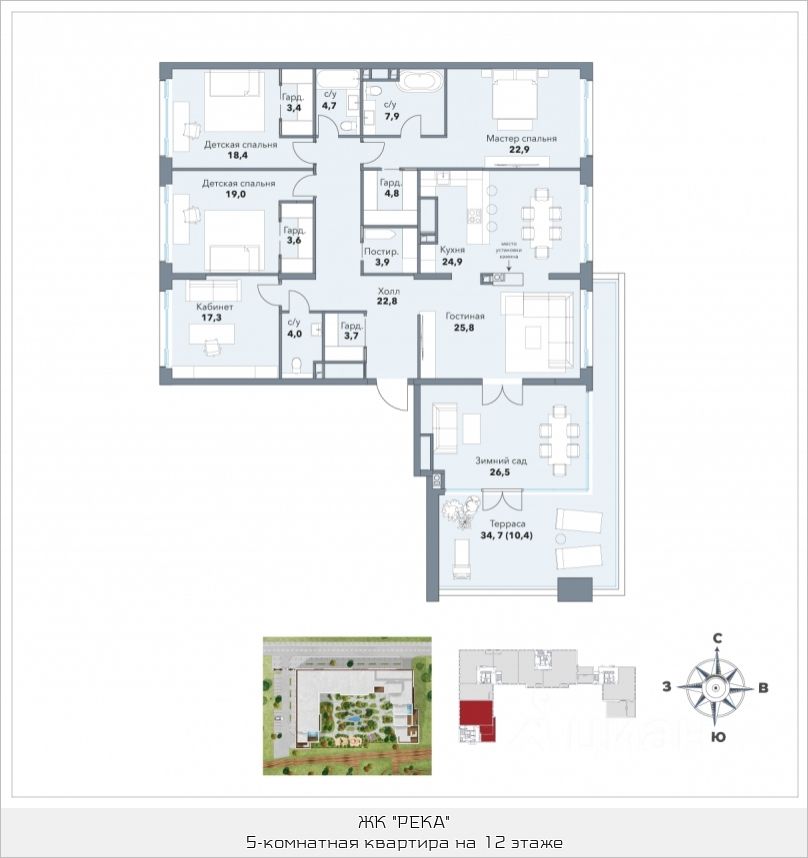 с/у
4,7
с/у
7,9
Гард.
3,4
Детская спальня
18,4
Мастер спальня
22,9
Детская спальня
19,0
Гард.
4,8
Гард.
3,6
Постир.
3,9
Кухня
24,9
место
установки
камина
Холл
22,8
Кабинет
17,3
с/у
4,0
Гард.
3,7
Гостиная
25,8
Зимний сад
26,5
Терраса
34, 7 (10,4)
С
З
В
Ю
циан
ЖК "РЕКА"
5-комнатная квартира на 12 этаже